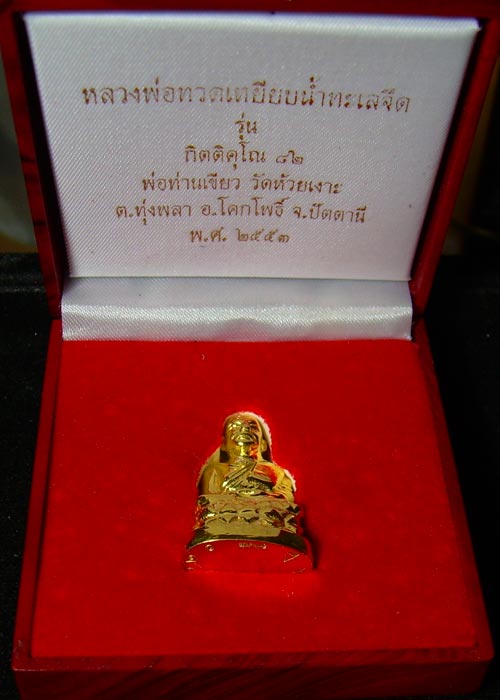 หลวงพ่อทวดเหยียบน้ำทะเลจืด
รุ่น
กิตติคุโณ ๘๒
พ่อท่านเขียว วัดห้วยเงาะ
ต.ทุ่งพลา อ.โคกโพธิ์ จ.ปัตตานี
พ.ศ. ๒๕๕๓